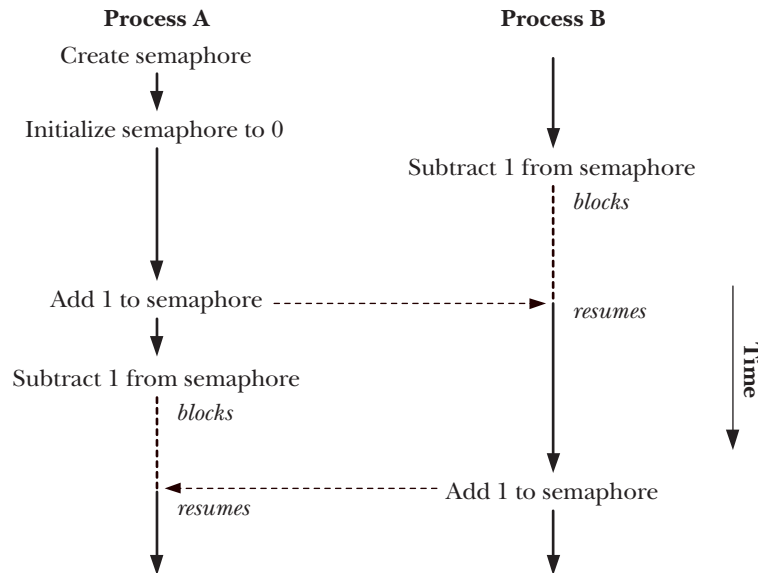 Process A
Process B
Create semaphore
Initialize semaphore to 0
Subtract 1 from semaphore
blocks
Add 1 to semaphore
resumes
Time
Subtract 1 from semaphore
blocks
Add 1 to semaphore
resumes